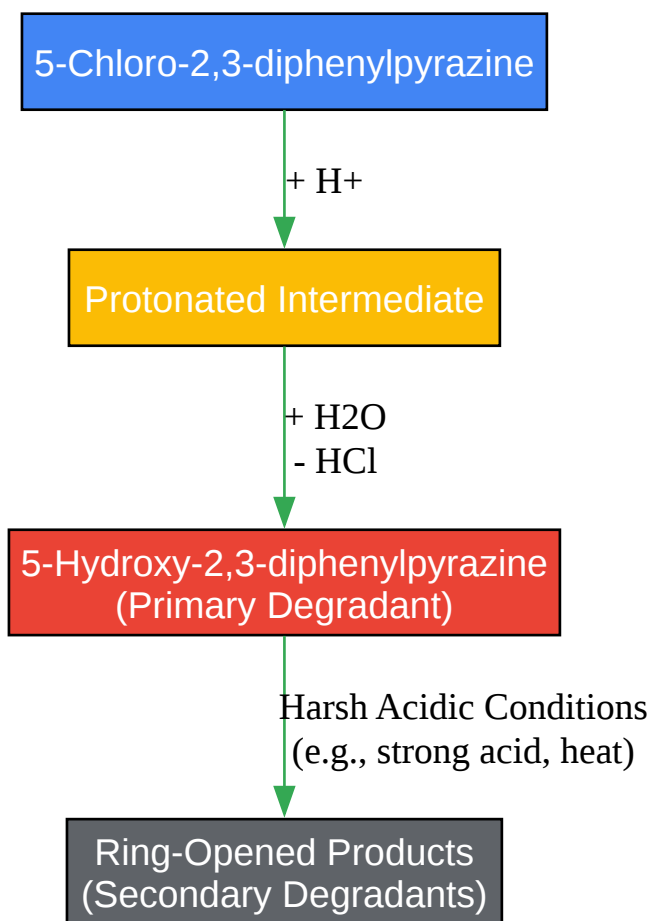 5-Chloro-2,3-diphenylpyrazine
+ H+
Protonated Intermediate
+ H2O
- HCl
5-Hydroxy-2,3-diphenylpyrazine
(Primary Degradant)
Harsh Acidic Conditions
(e.g., strong acid, heat)
Ring-Opened Products
(Secondary Degradants)